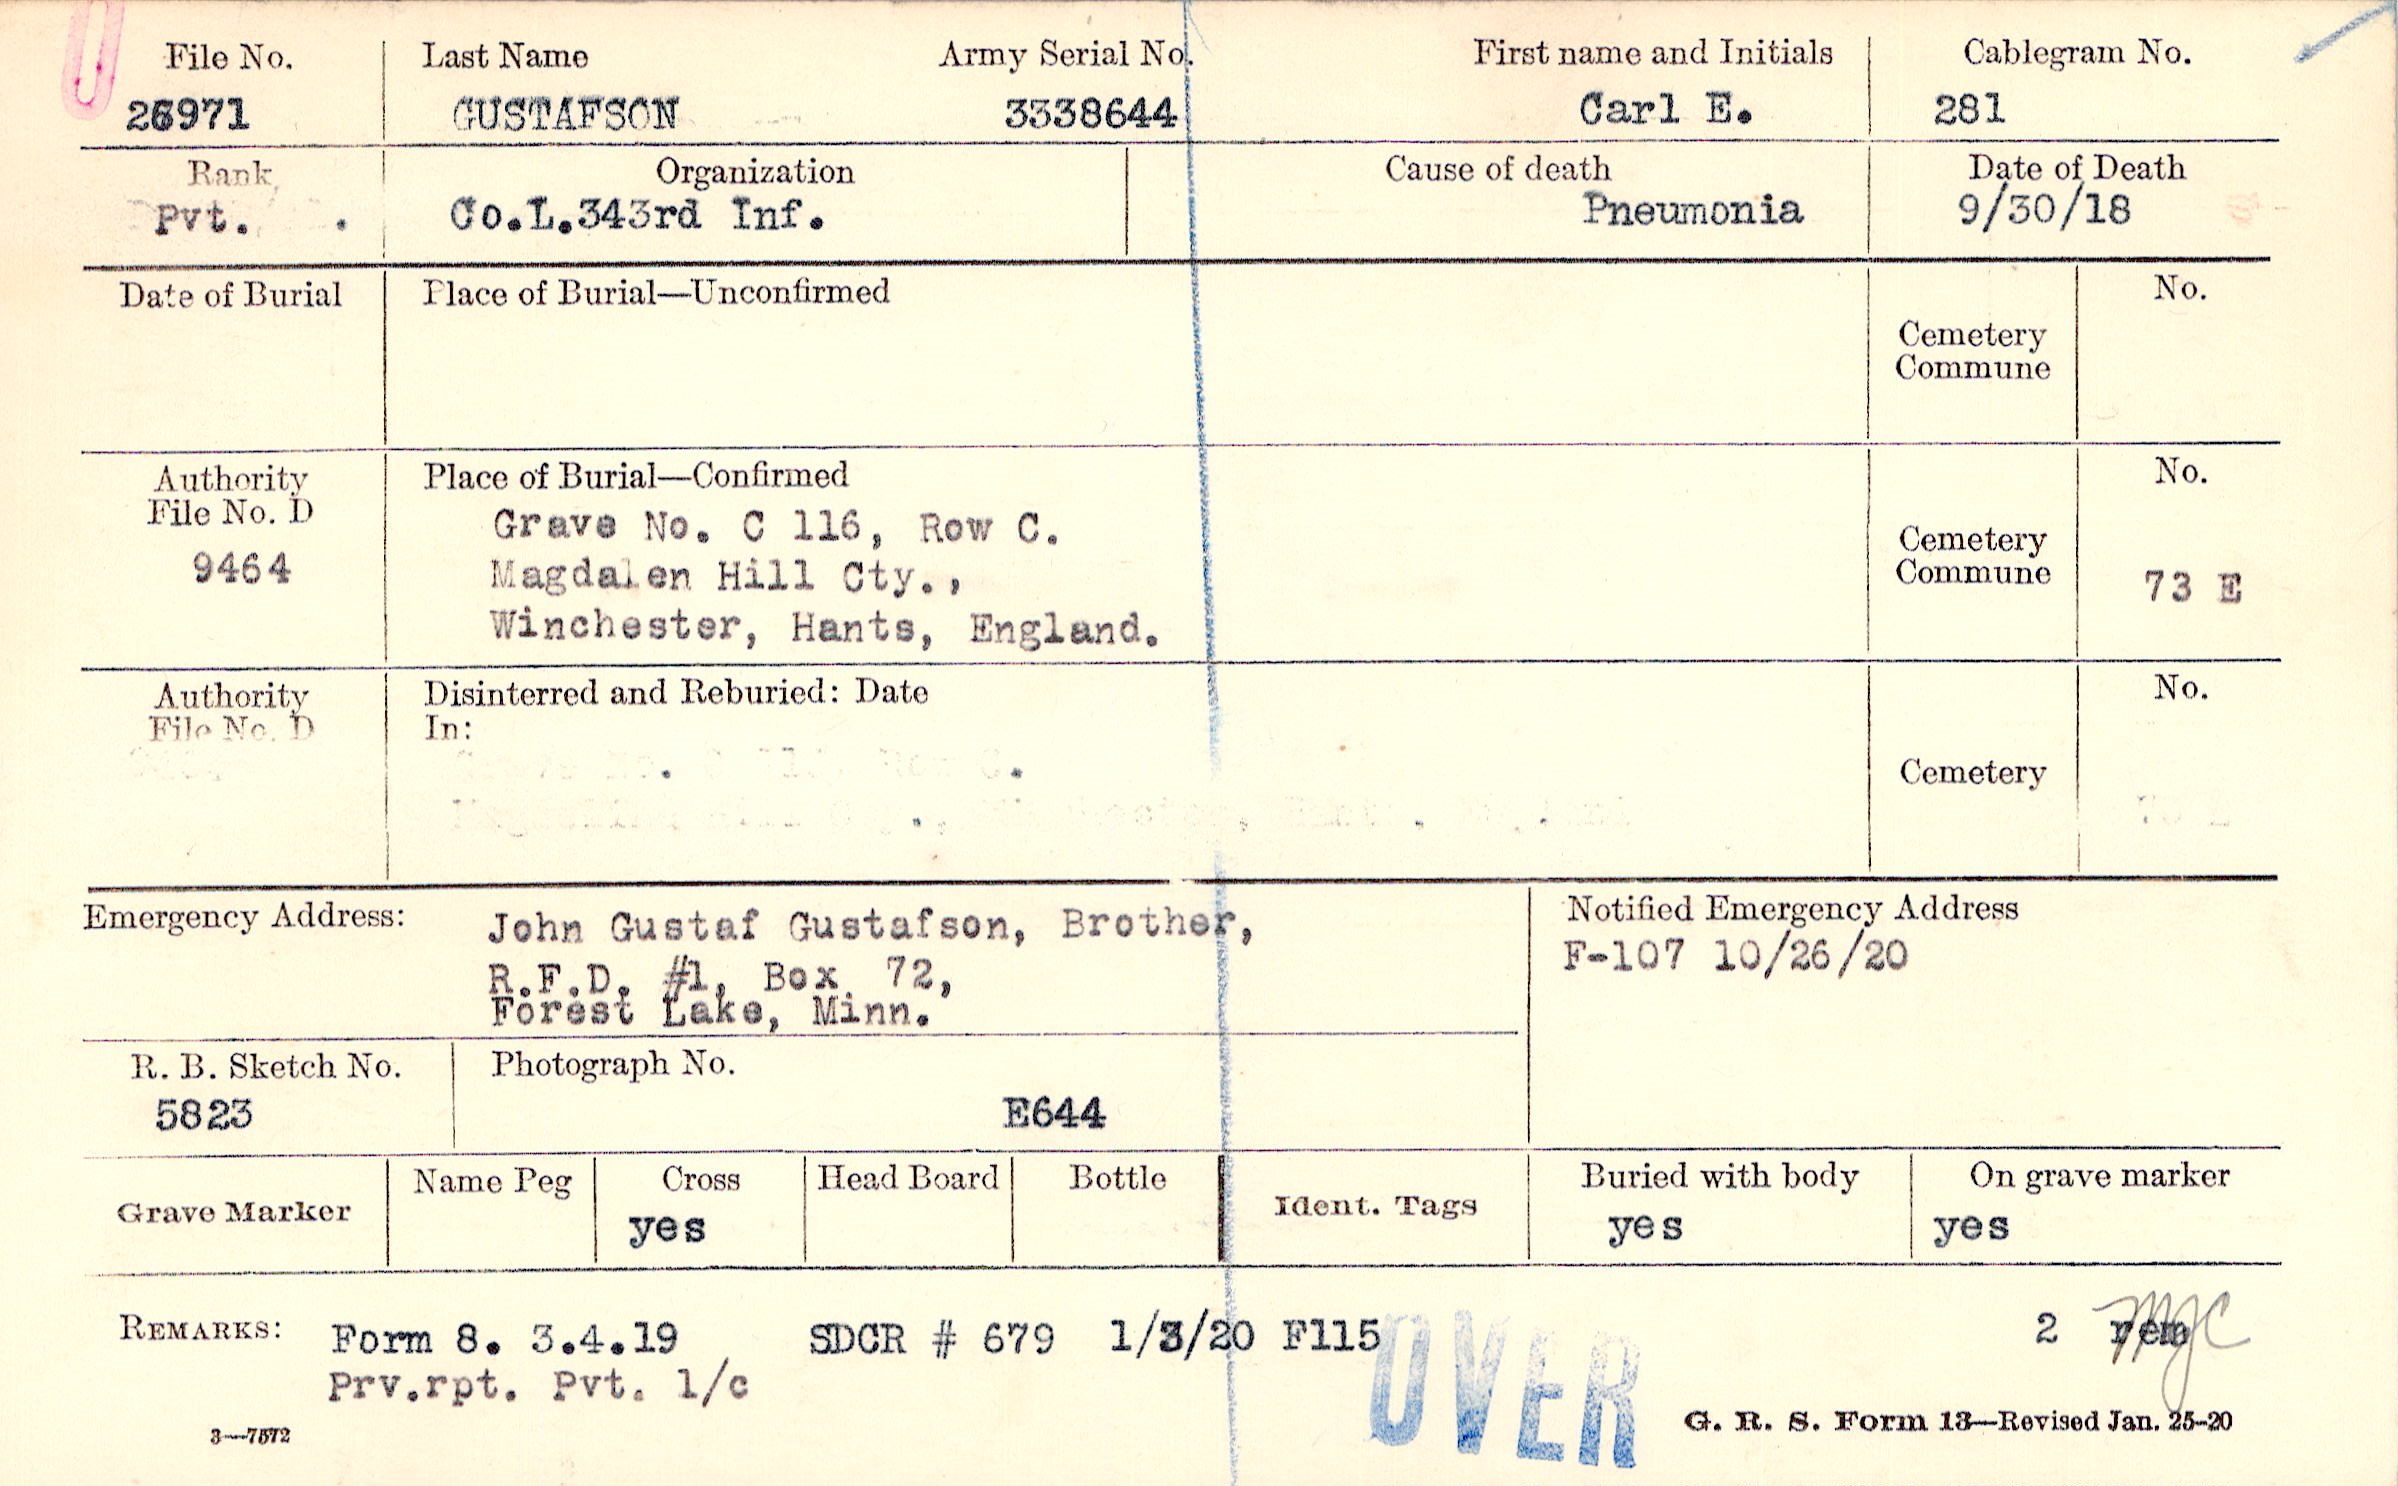 File No. Last Name Army Serial No. First name and Initials Cablegram No.
26971 GUSTAFSON 3338644 Carl E. 281
Rank Organization Cause of death Date of Death
Pvt. . Co.L.343rd Inf. Pneumonia 9/30/18
Date of Burial Place of Burial—Unconfirmed No.
Cemetery
Commune
Authority Place of Burial—Confirmed No.
File No. D
9464
Grave No. C 116, Row C.
Magdalen Hill Cty.,
Winchester, Hants, England.
Cemetery
Commune
73 E
Authority Disinterred and Reburied: Date No.
File No. D In:
Cemetery
Emergency Address: John Gustaf Gustafson, Brother,
R.F.D. #1, Box 72,
Forest Lake, Minn.
Notified Emergency Address
F-107 10/26/20
R. B. Sketch No. Photograph No.
5823 E644
Grave Marker Name Peg Cross Head Board Bottle Ident. Tags Buried with body On grave marker
yes yes yes
REMARKS: Form 8. 3.4.19 SDCR # 679 1/3/20 F115 2 rem
Prv.rpt. Pvt. 1/c
OVER
3—7572
G. R. S. Form 13—Revised Jan. 25-20